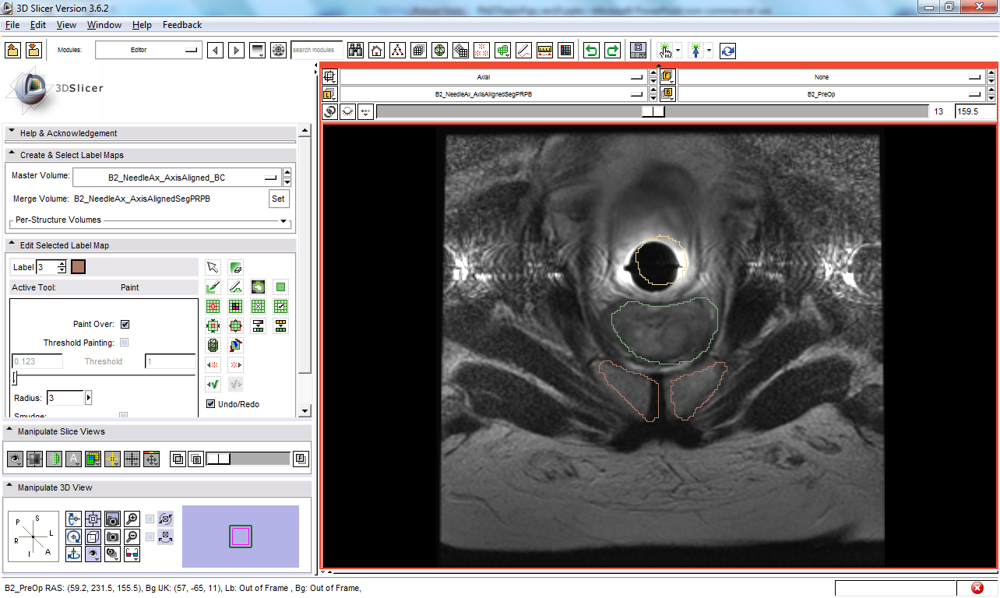 3D Slicer Version 3.6.2
File Edit View Window Help Feedback
Modules: Editor search modules
3DSlicer
Axial None
L B2_NeedleAx_AxisAlignedSegPRPB B B2_PreOp
13 159.5
Help & Acknowledgement
Create & Select Label Maps
Master Volume: B2_NeedleAx_AxisAligned_BC
Merge Volume: B2_NeedleAx_AxisAlignedSegPRPB Set
Per-Structure Volumes
Edit Selected Label Map
Label 3
Active Tool: Paint
Paint Over:
Threshold Painting:
0.123 Threshold 1
Radius: 3
Smudge:
Undo/Redo
Manipulate Slice Views
A B F
Manipulate 3D View
P S
R L
I A
B2_PreOp RAS: (59.2, 231.5, 155.5), Bg IJK: (57, -65, 11), Lb: Out of Frame , Bg: Out of Frame,